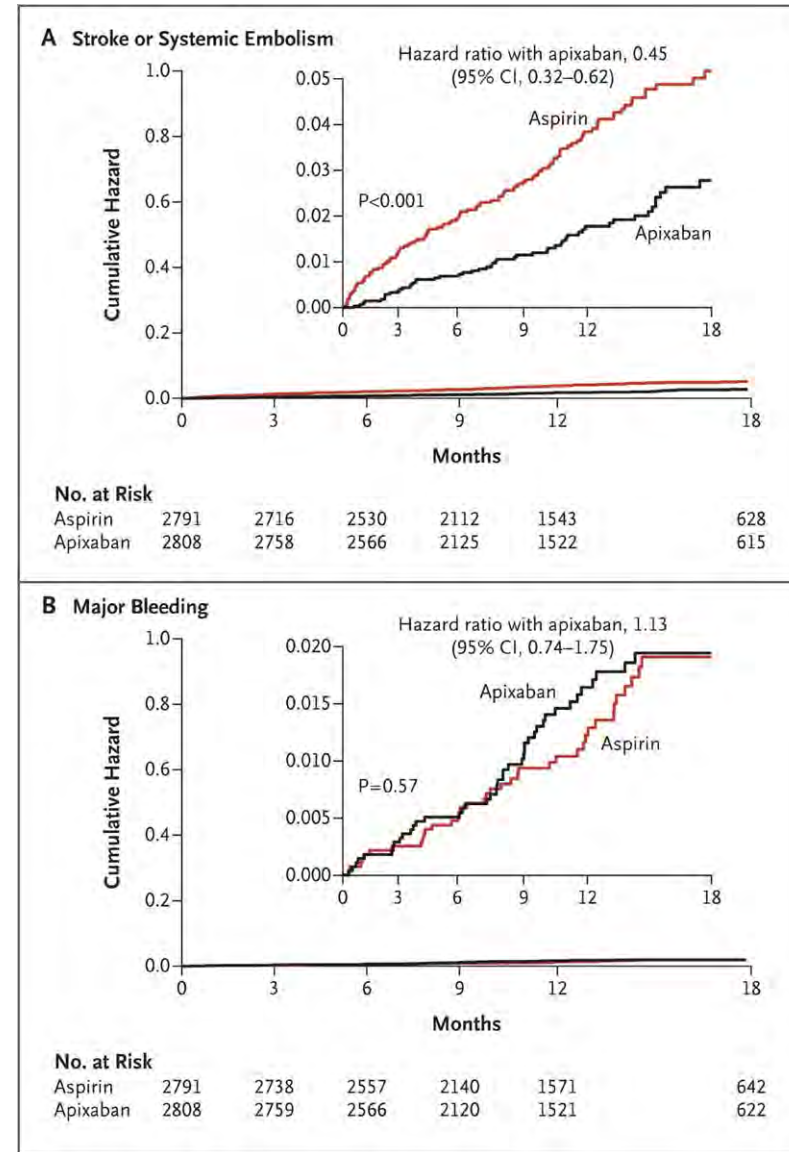 A Stroke or Systemic Embolism
Hazard ratio with apixaban, 0.45
(95% CI, 0.32–0.62)
Cumulative Hazard
1.0
0.8
0.6
0.4
0.2
0.0
0.05
0.04
0.03
0.02
0.01
0.00
Aspirin
P<0.001
Apixaban
0 3 6 9 12 18
0 3 6 9 12 18
Months
No. at Risk
Aspirin 2791 2716 2530 2112 1543 628
Apixaban 2808 2758 2566 2125 1522 615
B Major Bleeding
Hazard ratio with apixaban, 1.13
(95% CI, 0.74–1.75)
Cumulative Hazard
1.0
0.8
0.6
0.4
0.2
0.0
0.020
0.015
0.010
0.005
0.000
Apixaban
Aspirin
P=0.57
0 3 6 9 12 18
0 3 6 9 12 18
Months
No. at Risk
Aspirin 2791 2738 2557 2140 1571 642
Apixaban 2808 2759 2566 2120 1521 622